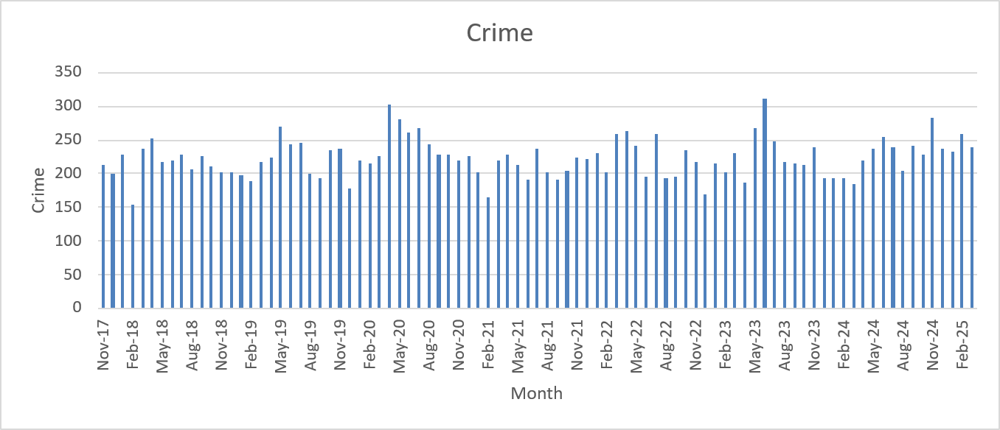 Crime
350
300
250
200
150
100
50
0
Crime
Nov-17 Feb-18 May-18 Aug-18 Nov-18 Feb-19 May-19 Aug-19 Nov-19 Feb-20 May-20 Aug-20 Nov-20 Feb-21 May-21 Aug-21 Nov-21 Feb-22 May-22 Aug-22 Nov-22 Feb-23 May-23 Aug-23 Nov-23 Feb-24 May-24 Aug-24 Nov-24 Feb-25
Month